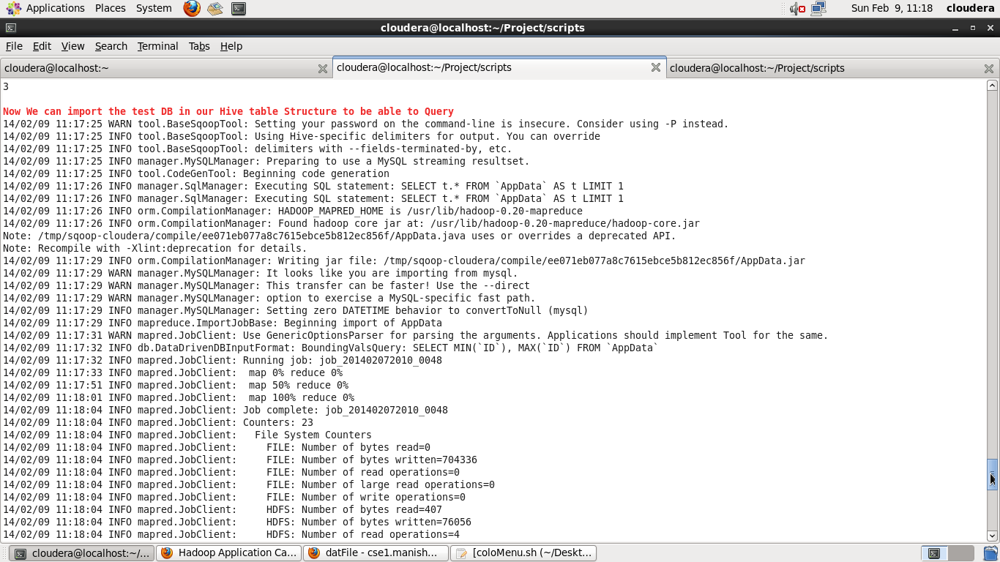 Applications Places System Sun Feb 9, 11:18 cloudera
cloudera@localhost:~/Project/scripts
File Edit View Search Terminal Tabs Help
cloudera@localhost:~ cloudera@localhost:~/Project/scripts cloudera@localhost:~/Project/scripts
3
Now We can import the test DB in our Hive table Structure to be able to Query
14/02/09 11:17:25 WARN tool.BaseSqoopTool: Setting your password on the command-line is insecure. Consider using -P instead.
14/02/09 11:17:25 INFO tool.BaseSqoopTool: Using Hive-specific delimiters for output. You can override
14/02/09 11:17:25 INFO tool.BaseSqoopTool: delimiters with --fields-terminated-by, etc.
14/02/09 11:17:25 INFO manager.MySQLManager: Preparing to use a MySQL streaming resultset.
14/02/09 11:17:25 INFO tool.CodeGenTool: Beginning code generation
14/02/09 11:17:26 INFO manager.SqlManager: Executing SQL statement: SELECT t.* FROM `AppData` AS t LIMIT 1
14/02/09 11:17:26 INFO manager.SqlManager: Executing SQL statement: SELECT t.* FROM `AppData` AS t LIMIT 1
14/02/09 11:17:26 INFO orm.CompilationManager: HADOOP_MAPRED_HOME is /usr/lib/hadoop-0.20-mapreduce
14/02/09 11:17:26 INFO orm.CompilationManager: Found hadoop core jar at: /usr/lib/hadoop-0.20-mapreduce/hadoop-core.jar
Note: /tmp/sqoop-cloudera/compile/ee071eb077a8c7615ebce5b812ec856f/AppData.java uses or overrides a deprecated API.
Note: Recompile with -Xlint:deprecation for details.
14/02/09 11:17:29 INFO orm.CompilationManager: Writing jar file: /tmp/sqoop-cloudera/compile/ee071eb077a8c7615ebce5b812ec856f/AppData.jar
14/02/09 11:17:29 WARN manager.MySQLManager: It looks like you are importing from mysql.
14/02/09 11:17:29 WARN manager.MySQLManager: This transfer can be faster! Use the --direct
14/02/09 11:17:29 WARN manager.MySQLManager: option to exercise a MySQL-specific fast path.
14/02/09 11:17:29 INFO manager.MySQLManager: Setting zero DATETIME behavior to convertToNull (mysql)
14/02/09 11:17:29 INFO mapreduce.ImportJobBase: Beginning import of AppData
14/02/09 11:17:31 WARN mapred.JobClient: Use GenericOptionsParser for parsing the arguments. Applications should implement Tool for the same.
14/02/09 11:17:32 INFO db.DataDrivenDBInputFormat: BoundingValsQuery: SELECT MIN(`ID`), MAX(`ID`) FROM `AppData`
14/02/09 11:17:32 INFO mapred.JobClient: Running job: job_201402072010_0048
14/02/09 11:17:33 INFO mapred.JobClient:  map 0% reduce 0%
14/02/09 11:17:51 INFO mapred.JobClient:  map 50% reduce 0%
14/02/09 11:18:01 INFO mapred.JobClient:  map 100% reduce 0%
14/02/09 11:18:04 INFO mapred.JobClient: Job complete: job_201402072010_0048
14/02/09 11:18:04 INFO mapred.JobClient: Counters: 23
14/02/09 11:18:04 INFO mapred.JobClient:   File System Counters
14/02/09 11:18:04 INFO mapred.JobClient:     FILE: Number of bytes read=0
14/02/09 11:18:04 INFO mapred.JobClient:     FILE: Number of bytes written=704336
14/02/09 11:18:04 INFO mapred.JobClient:     FILE: Number of read operations=0
14/02/09 11:18:04 INFO mapred.JobClient:     FILE: Number of large read operations=0
14/02/09 11:18:04 INFO mapred.JobClient:     FILE: Number of write operations=0
14/02/09 11:18:04 INFO mapred.JobClient:     HDFS: Number of bytes read=407
14/02/09 11:18:04 INFO mapred.JobClient:     HDFS: Number of bytes written=76056
14/02/09 11:18:04 INFO mapred.JobClient:     HDFS: Number of read operations=4
cloudera@localhost:~/... Hadoop Application Ca... datFile - cse1.manish... [coloMenu.sh (~/Deskt...